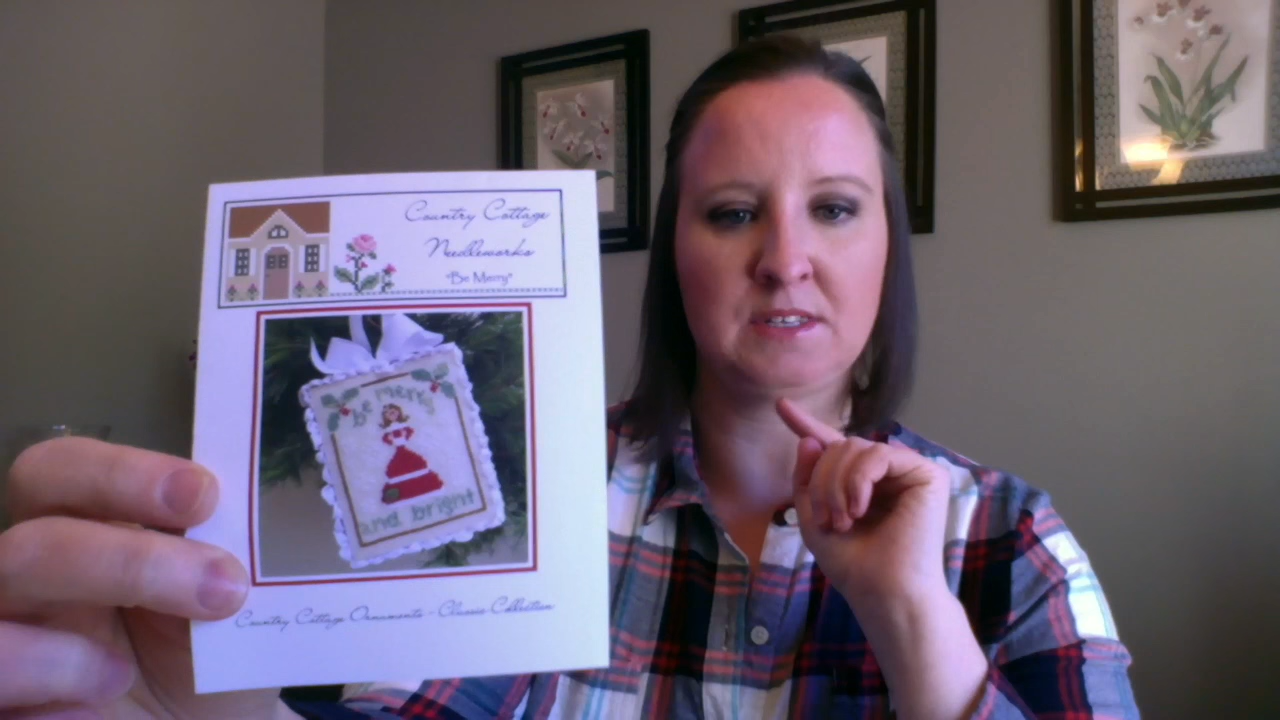 Country Cottage
Needleworks
"Be Merry"
be merry
and bright
Country Cottage Ornaments - Classic Collection